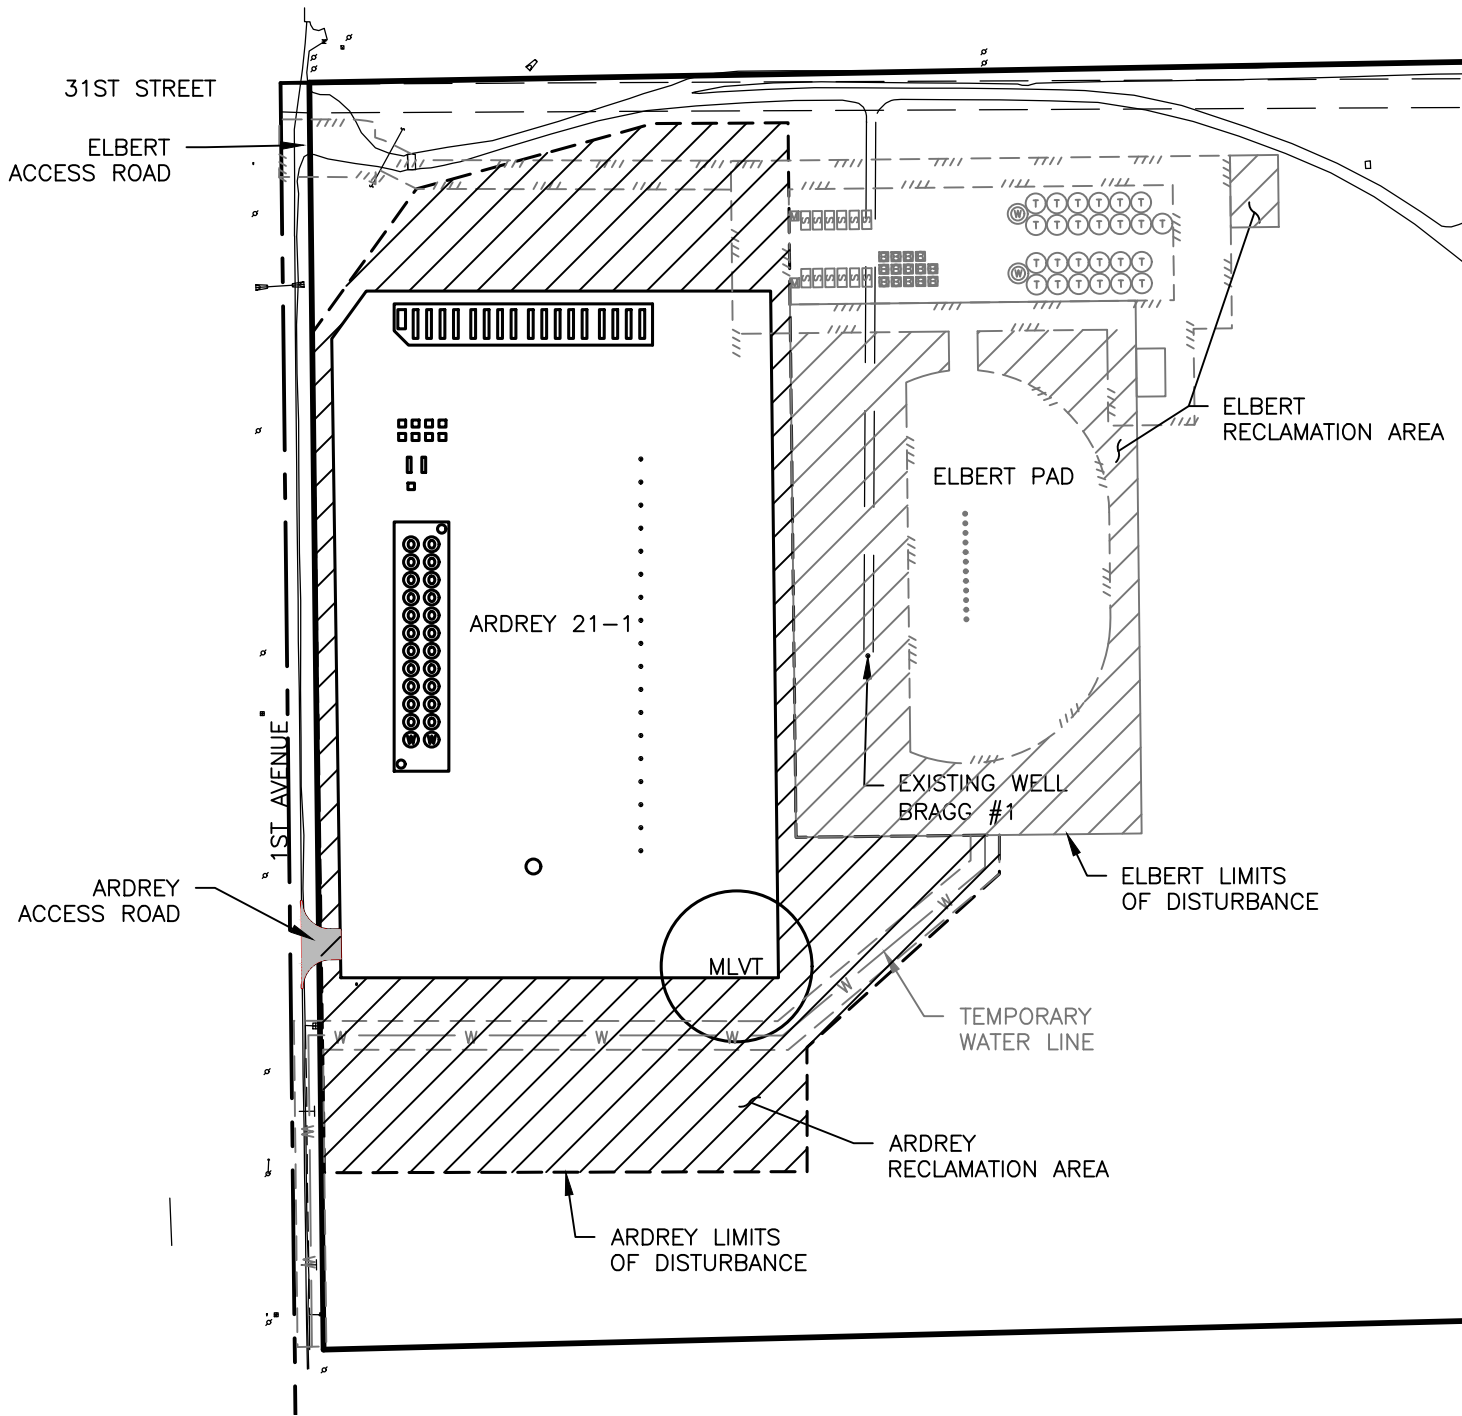 31ST STREET
ELBERT
ACCESS ROAD
M S S S S S S
W T T T T T T
T T T T T T T
B B B B
B B B B B
B B B B B
M S S S S S S
W T T T T T T
T T T T T T
ELBERT
RECLAMATION AREA
ELBERT PAD
ARDREY 21-1
O O
O O
O O
O O
O O
O O
O O
O O
O O
O O
O O
W W
1ST AVENUE
EXISTING WELL
BRAGG #1
ELBERT LIMITS
OF DISTURBANCE
ARDREY
ACCESS ROAD
MLVT
W
W
TEMPORARY
WATER LINE
W W W W
W
ARDREY
RECLAMATION AREA
ARDREY LIMITS
OF DISTURBANCE
W